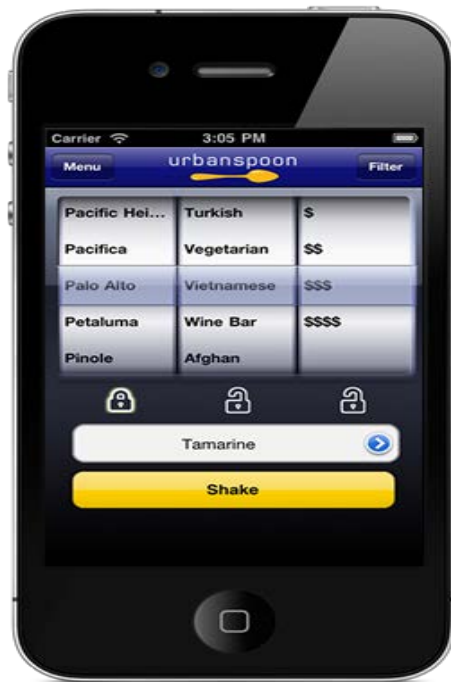 Carrier 3:05 PM
Menu urbanspoon Filter
Pacific Hei... Turkish $
Pacifica Vegetarian $$
Palo Alto Vietnamese $$$
Petaluma Wine Bar $$$$
Pinole Afghan
Tamarine
Shake